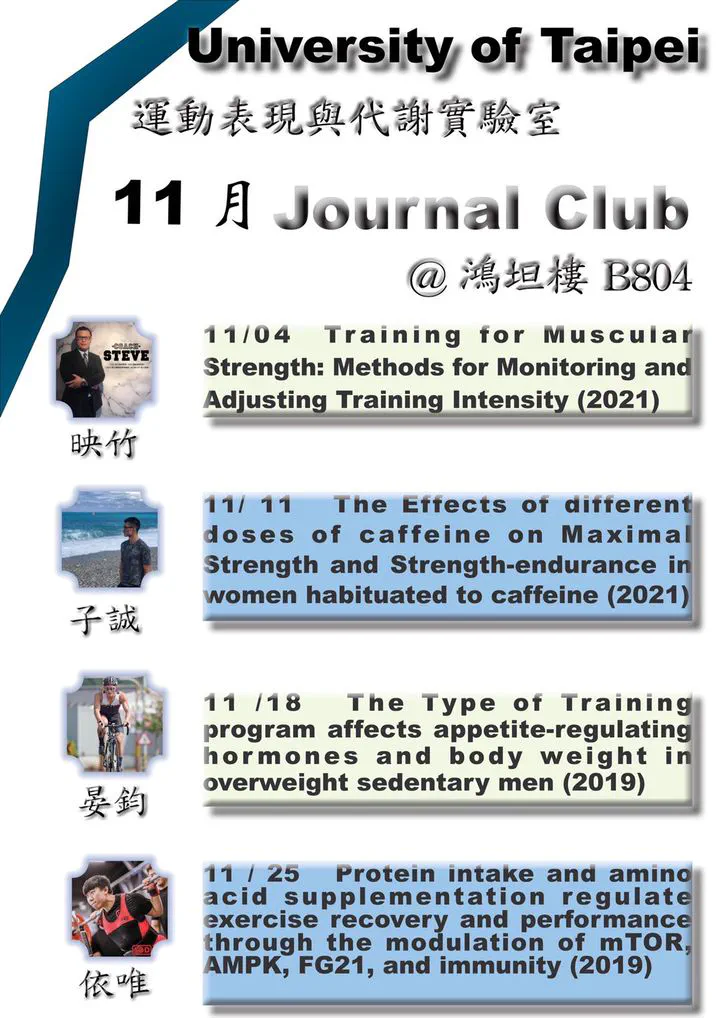 University of Taipei
運動表現與代謝實驗室
11 月 Journal Club
@ 鴻坦樓 B804
COACH
STEVE
11/04 Training for Muscular
Strength: Methods for Monitoring and
Adjusting Training Intensity (2021)
映竹
11/ 11 The Effects of different
doses of caffeine on Maximal
Strength and Strength-endurance in
women habituated to caffeine (2021)
子誠
11 /18 The Type of Training
program affects appetite-regulating
hormones and body weight in
overweight sedentary men (2019)
晏鈞
11 / 25 Protein intake and amino
acid supplementation regulate
exercise recovery and performance
through the modulation of mTOR,
AMPK, FG21, and immunity (2019)
依唯